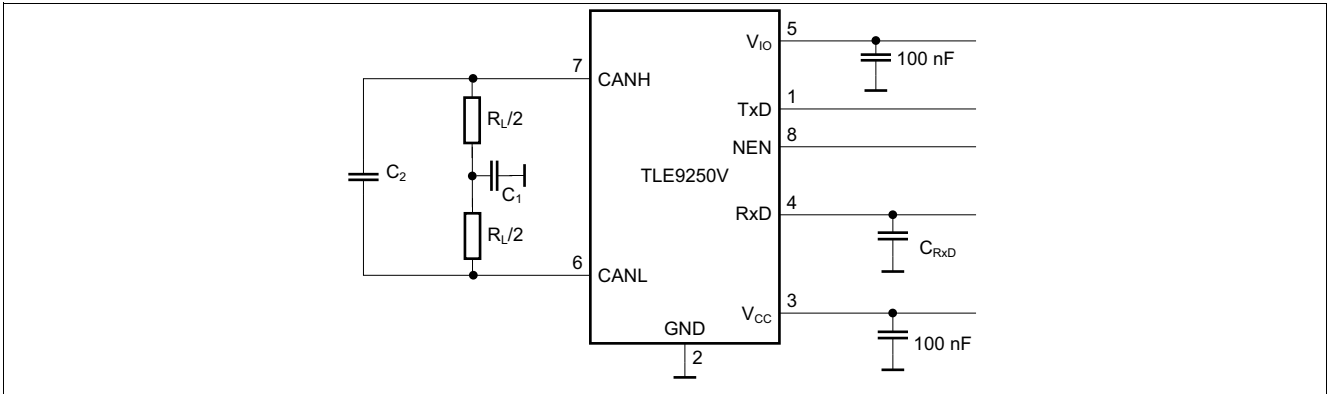 5
V_IO
100 nF
7
CANH
1
TxD
R_L/2
8
NEN
C_2
TLE9250V
C_1
4
RxD
R_L/2
C_RxD
6
CANL
3
V_CC
GND
100 nF
2